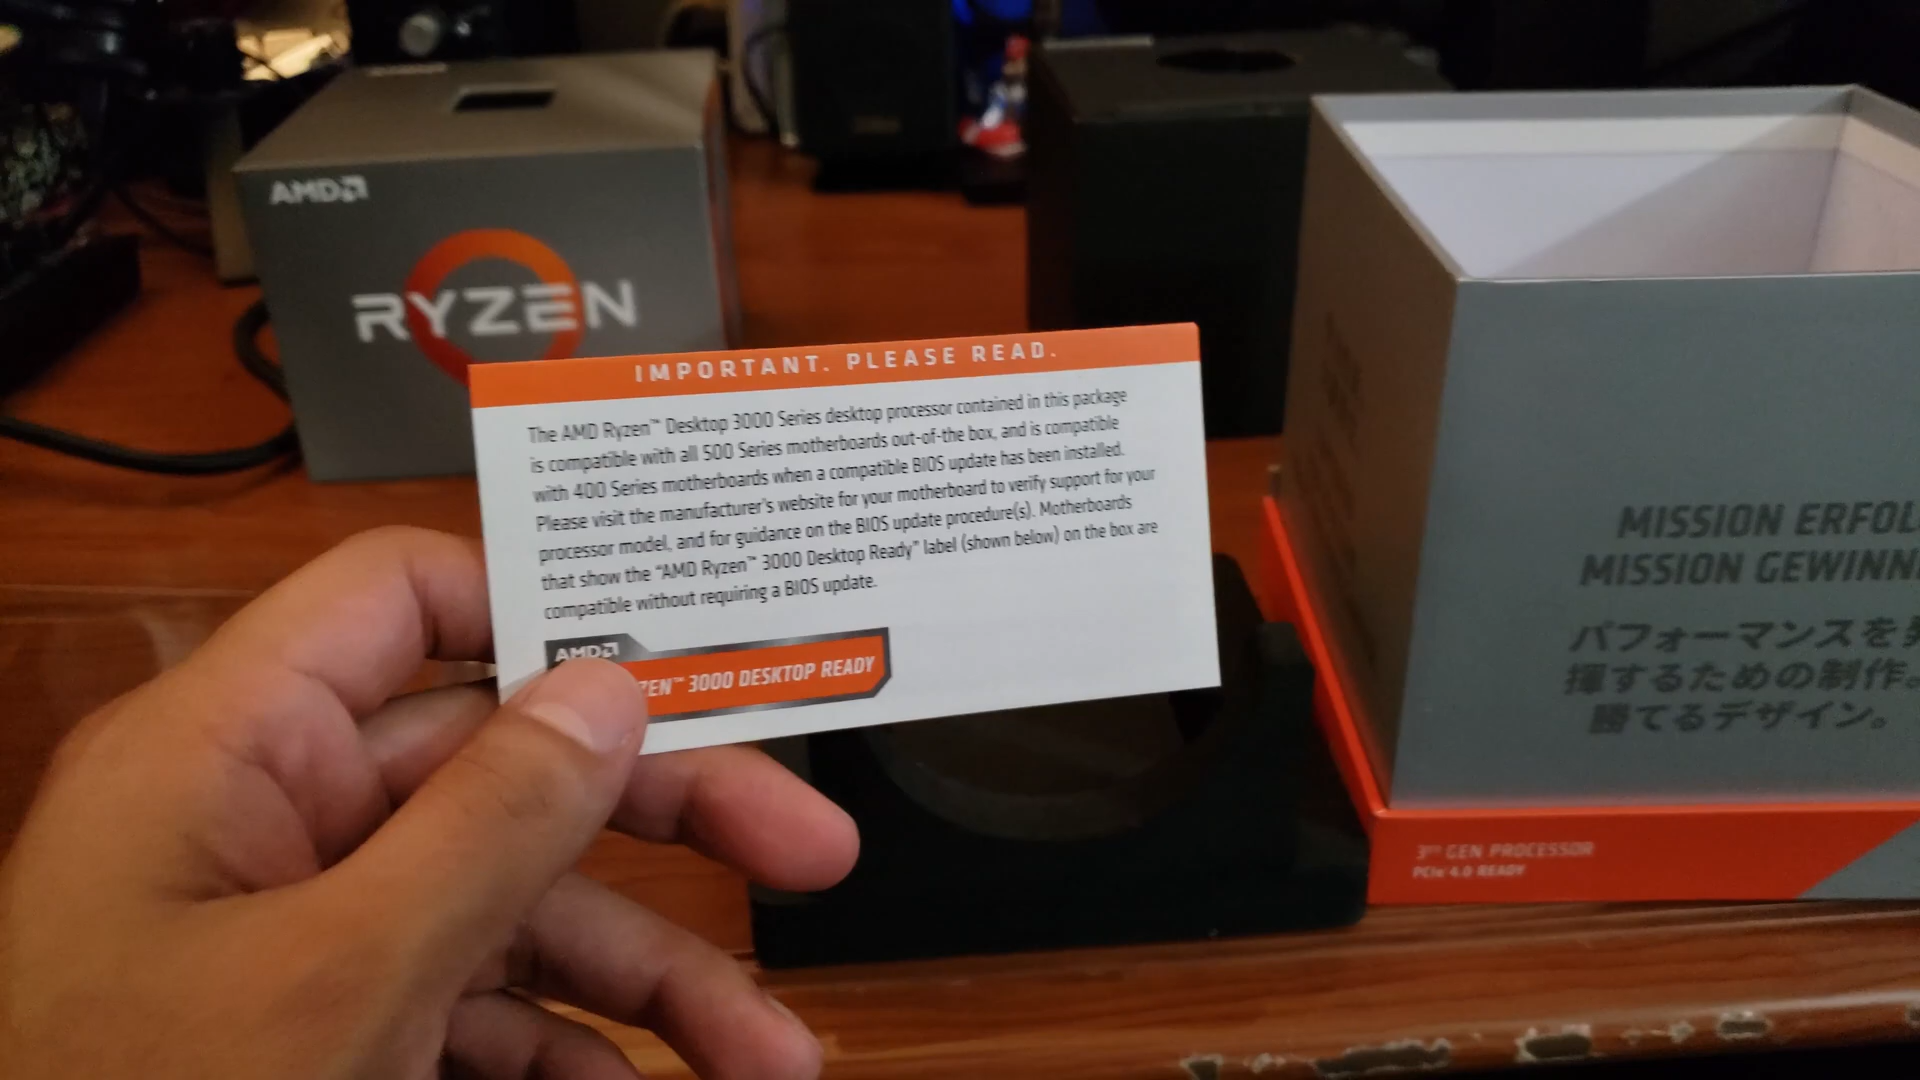 AMD
RYZEN
IMPORTANT. PLEASE READ.
The AMD Ryzen™ Desktop 3000 Series desktop processor contained in this package
is compatible with all 500 Series motherboards out-of-the box, and is compatible
with 400 Series motherboards when a compatible BIOS update has been installed.
Please visit the manufacturer's website for your motherboard to verify support for your
processor model, and for guidance on the BIOS update procedure(s). Motherboards
that show the “AMD Ryzen™ 3000 Desktop Ready” label (shown below) on the box are
compatible without requiring a BIOS update.
AMD
ZEN™ 3000 DESKTOP READY
MISSION ERFOL
MISSION GEWINN
パフォーマンスを発
揮するための制作。
勝てるデザイン。
3RD GEN PROCESSOR
PCIe 4.0 READY